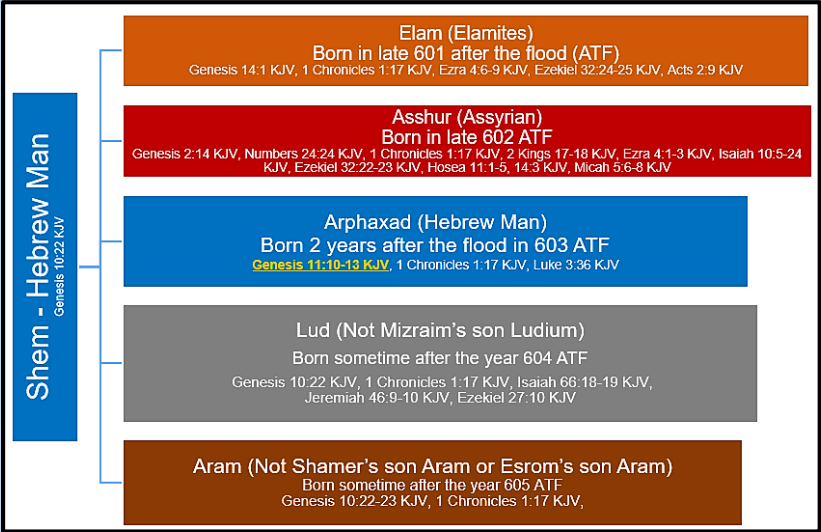 Shem - Hebrew Man
Genesis 10:22 KJV
Elam (Elamites)
Born in late 601 after the flood (ATF)
Genesis 14:1 KJV, 1 Chronicles 1:17 KJV, Ezra 4:6-9 KJV, Ezekiel 32:24-25 KJV, Acts 2:9 KJV
Asshur (Assyrian)
Born in late 602 ATF
Genesis 2:14 KJV, Numbers 24:24 KJV, 1 Chronicles 1:17 KJV, 2 Kings 17-18 KJV, Ezra 4:1-3 KJV, Isaiah 10:5-24
KJV, Ezekiel 32:22-23 KJV, Hosea 11:1-5, 14:3 KJV, Micah 5:6-8 KJV
Arphaxad (Hebrew Man)
Born 2 years after the flood in 603 ATF
Genesis 11:10-13 KJV, 1 Chronicles 1:17 KJV, Luke 3:36 KJV
Lud (Not Mizraim's son Ludium)
Born sometime after the year 604 ATF
Genesis 10:22 KJV, 1 Chronicles 1:17 KJV, Isaiah 66:18-19 KJV,
Jeremiah 46:9-10 KJV, Ezekiel 27:10 KJV
Aram (Not Shamer's son Aram or Esrom's son Aram)
Born sometime after the year 605 ATF
Genesis 10:22-23 KJV, 1 Chronicles 1:17 KJV,